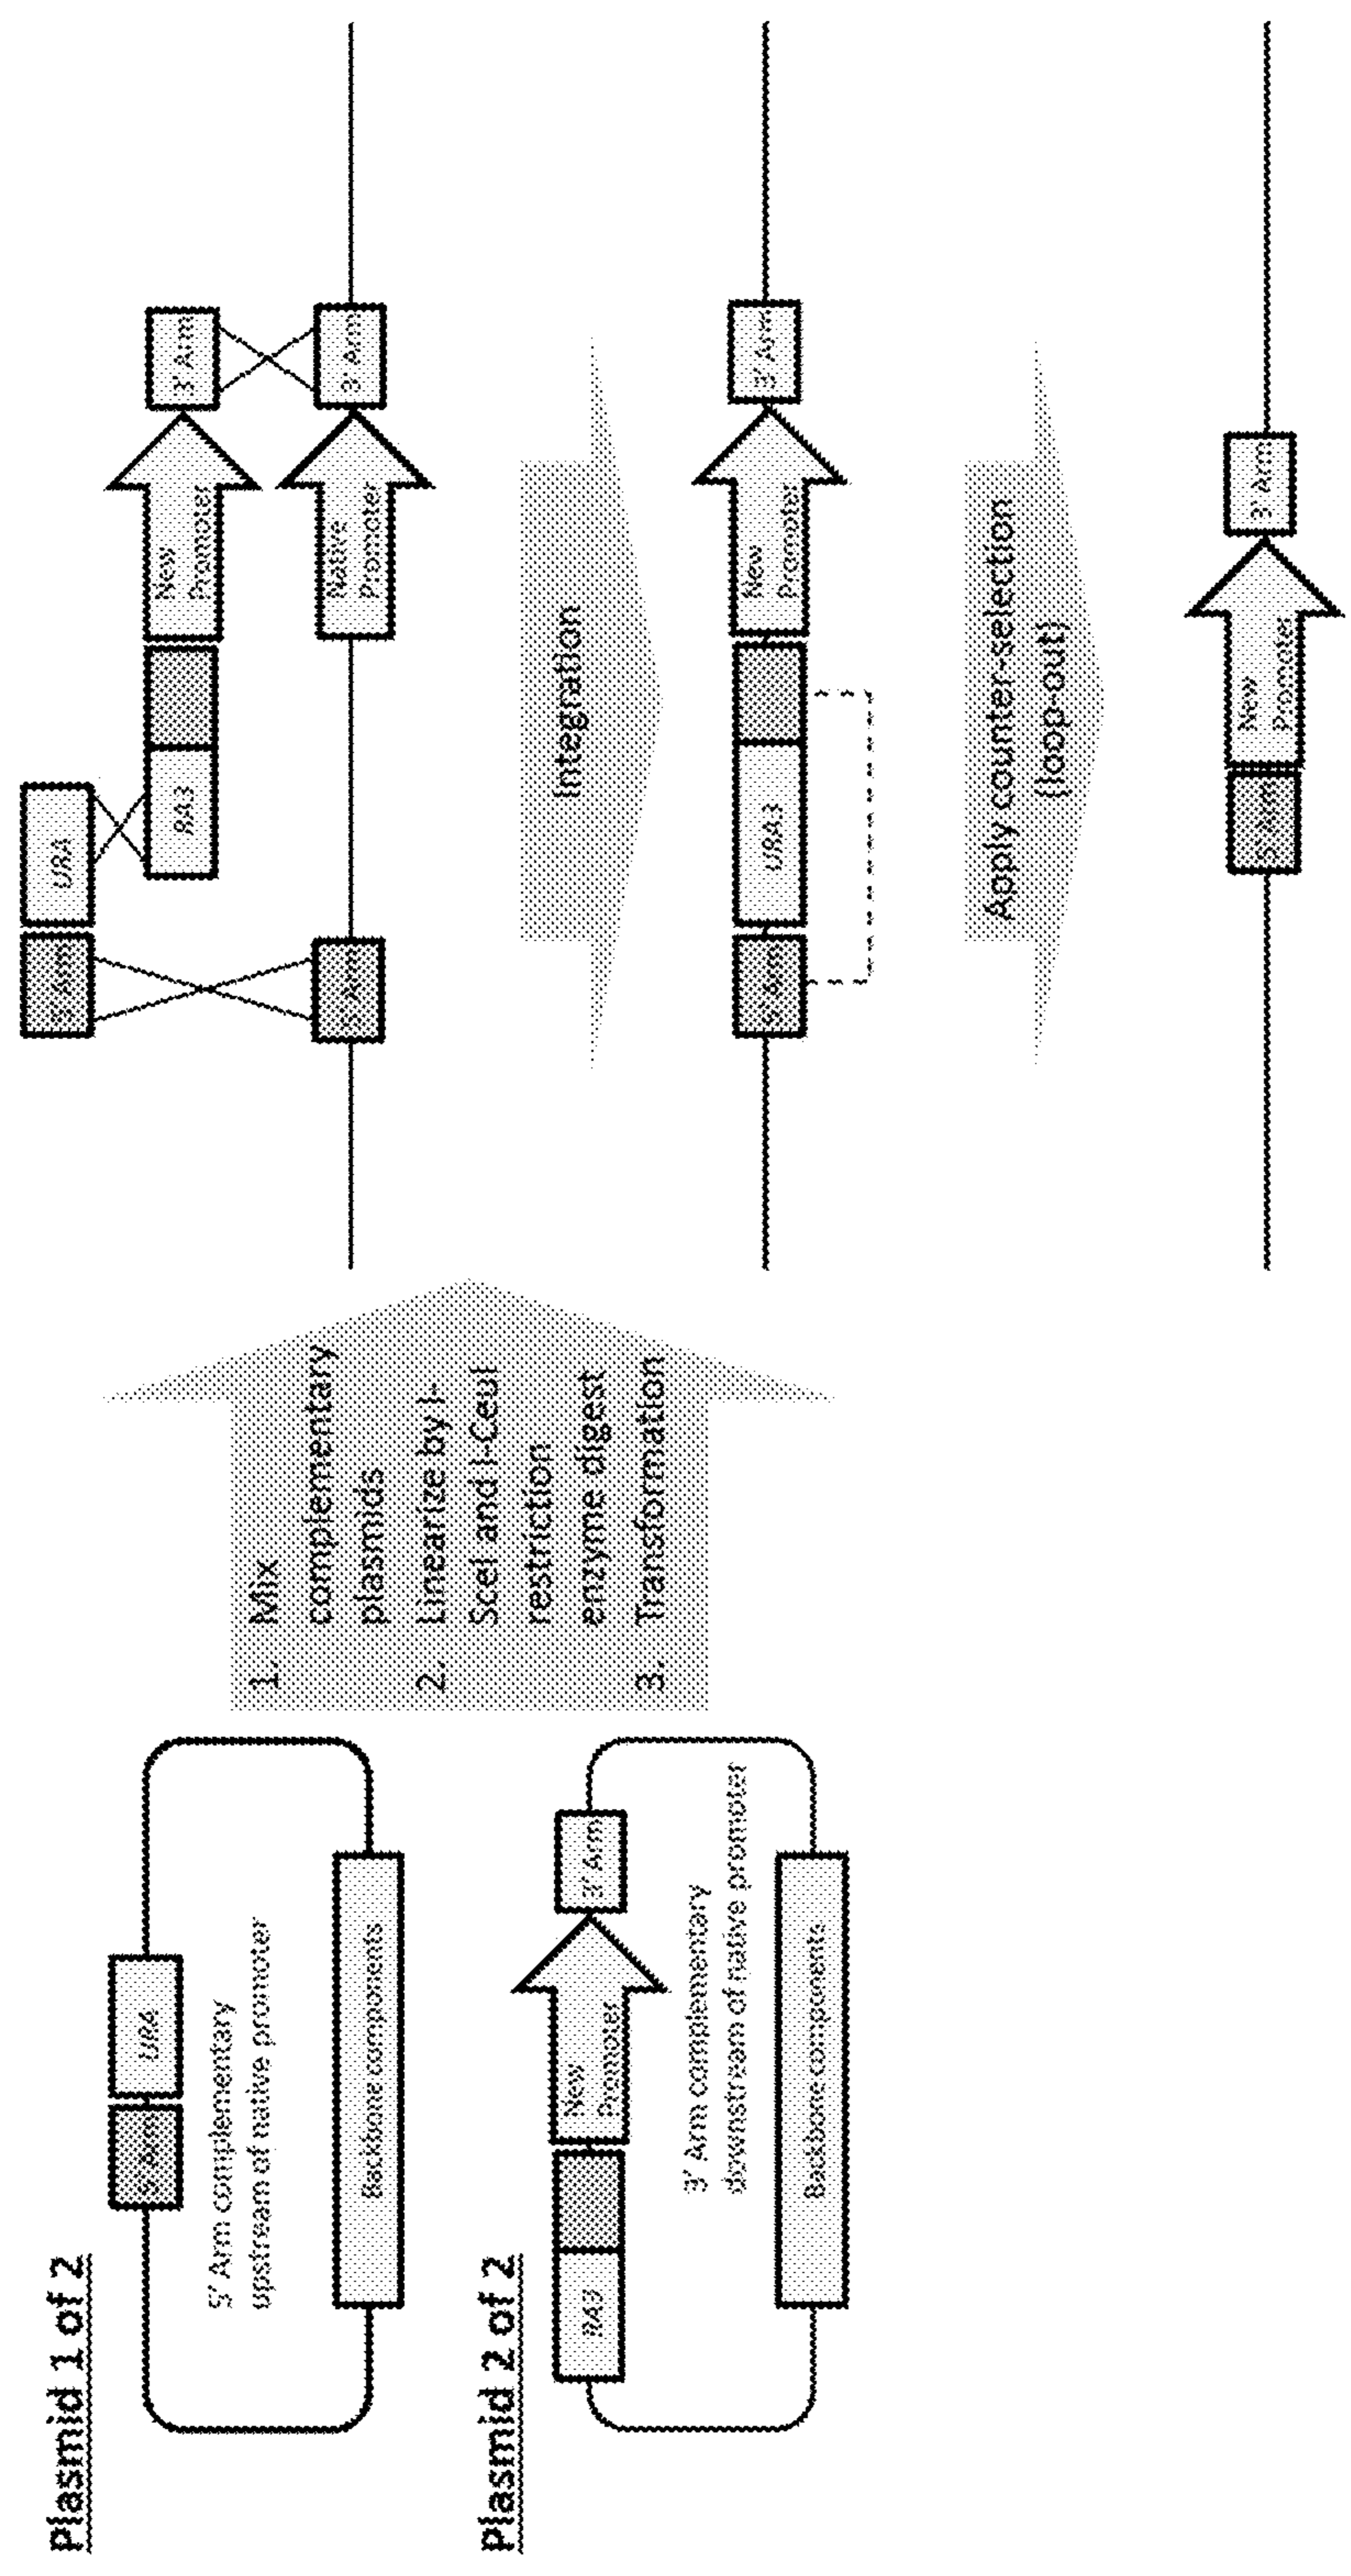 Plasmid 1 of 2
5' Arm
URA
5' Arm complementary
upstream of native promoter
Backbone components
Plasmid 2 of 2
RA3
New
Promoter
3' Arm
3' Arm complementary
downstream of native promoter
Backbone components
1. Mix
complementary
plasmids
2. Linearize by I-
SceI and I-CeuI
restriction
enzyme digest
3. Transformation
5' Arm
URA
RA3
New
Promoter
3' Arm
5' Arm
Native
Promoter
3' Arm
Integration
5' Arm
URA3
New
Promoter
3' Arm
Apply counter-selection
(loop-out)
5' Arm
New
Promoter
3' Arm